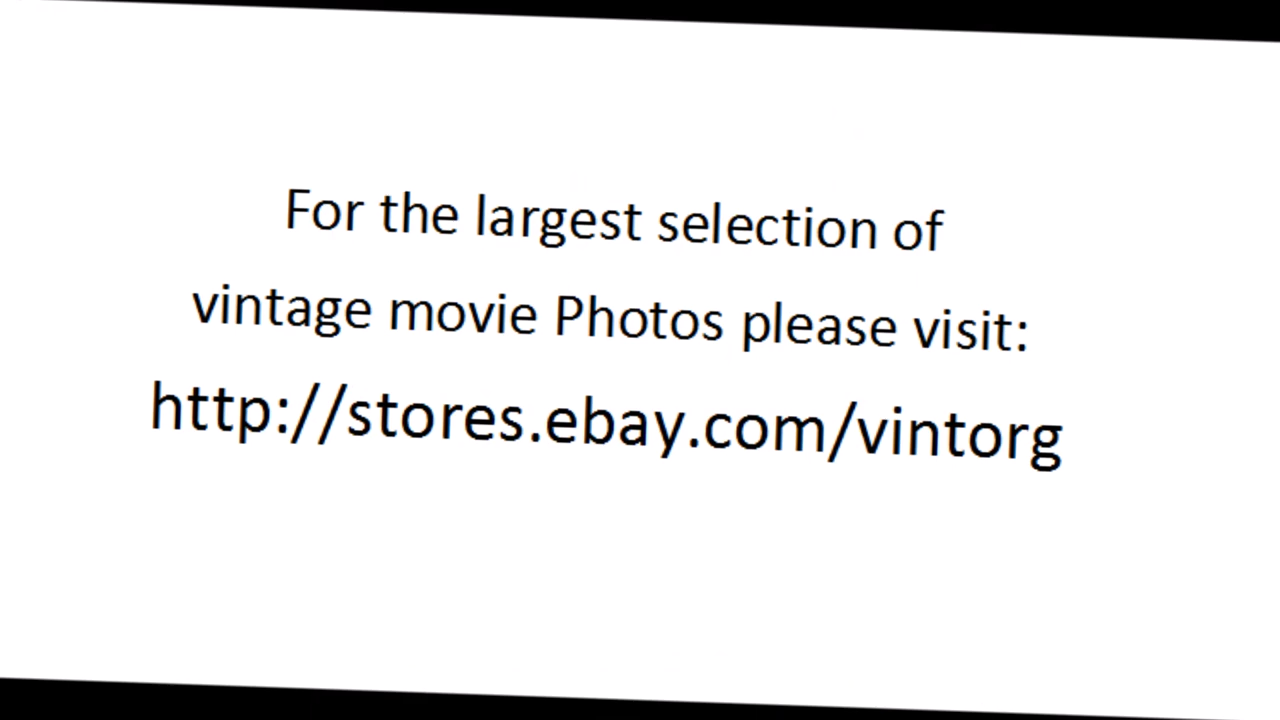 For the largest selection of
vintage movie Photos please visit:
http://stores.ebay.com/vintorg